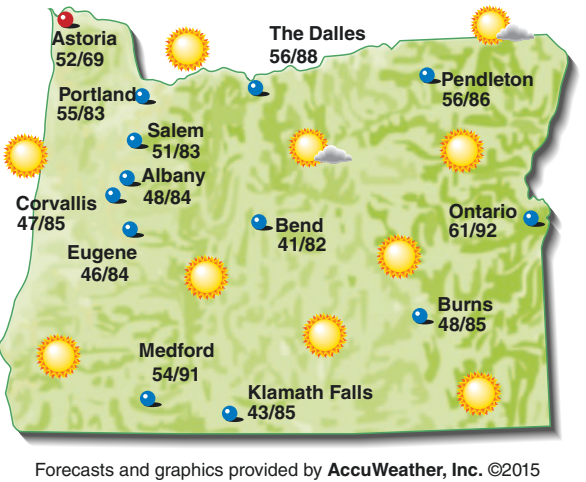 Astoria
52/69
The Dalles
56/88
Portland
55/83
Pendleton
56/86
Salem
51/83
Albany
48/84
Corvallis
47/85
Eugene
46/84
Bend
41/82
Ontario
61/92
Burns
48/85
Medford
54/91
Klamath Falls
43/85
Forecasts and graphics provided by AccuWeather, Inc. ©2015